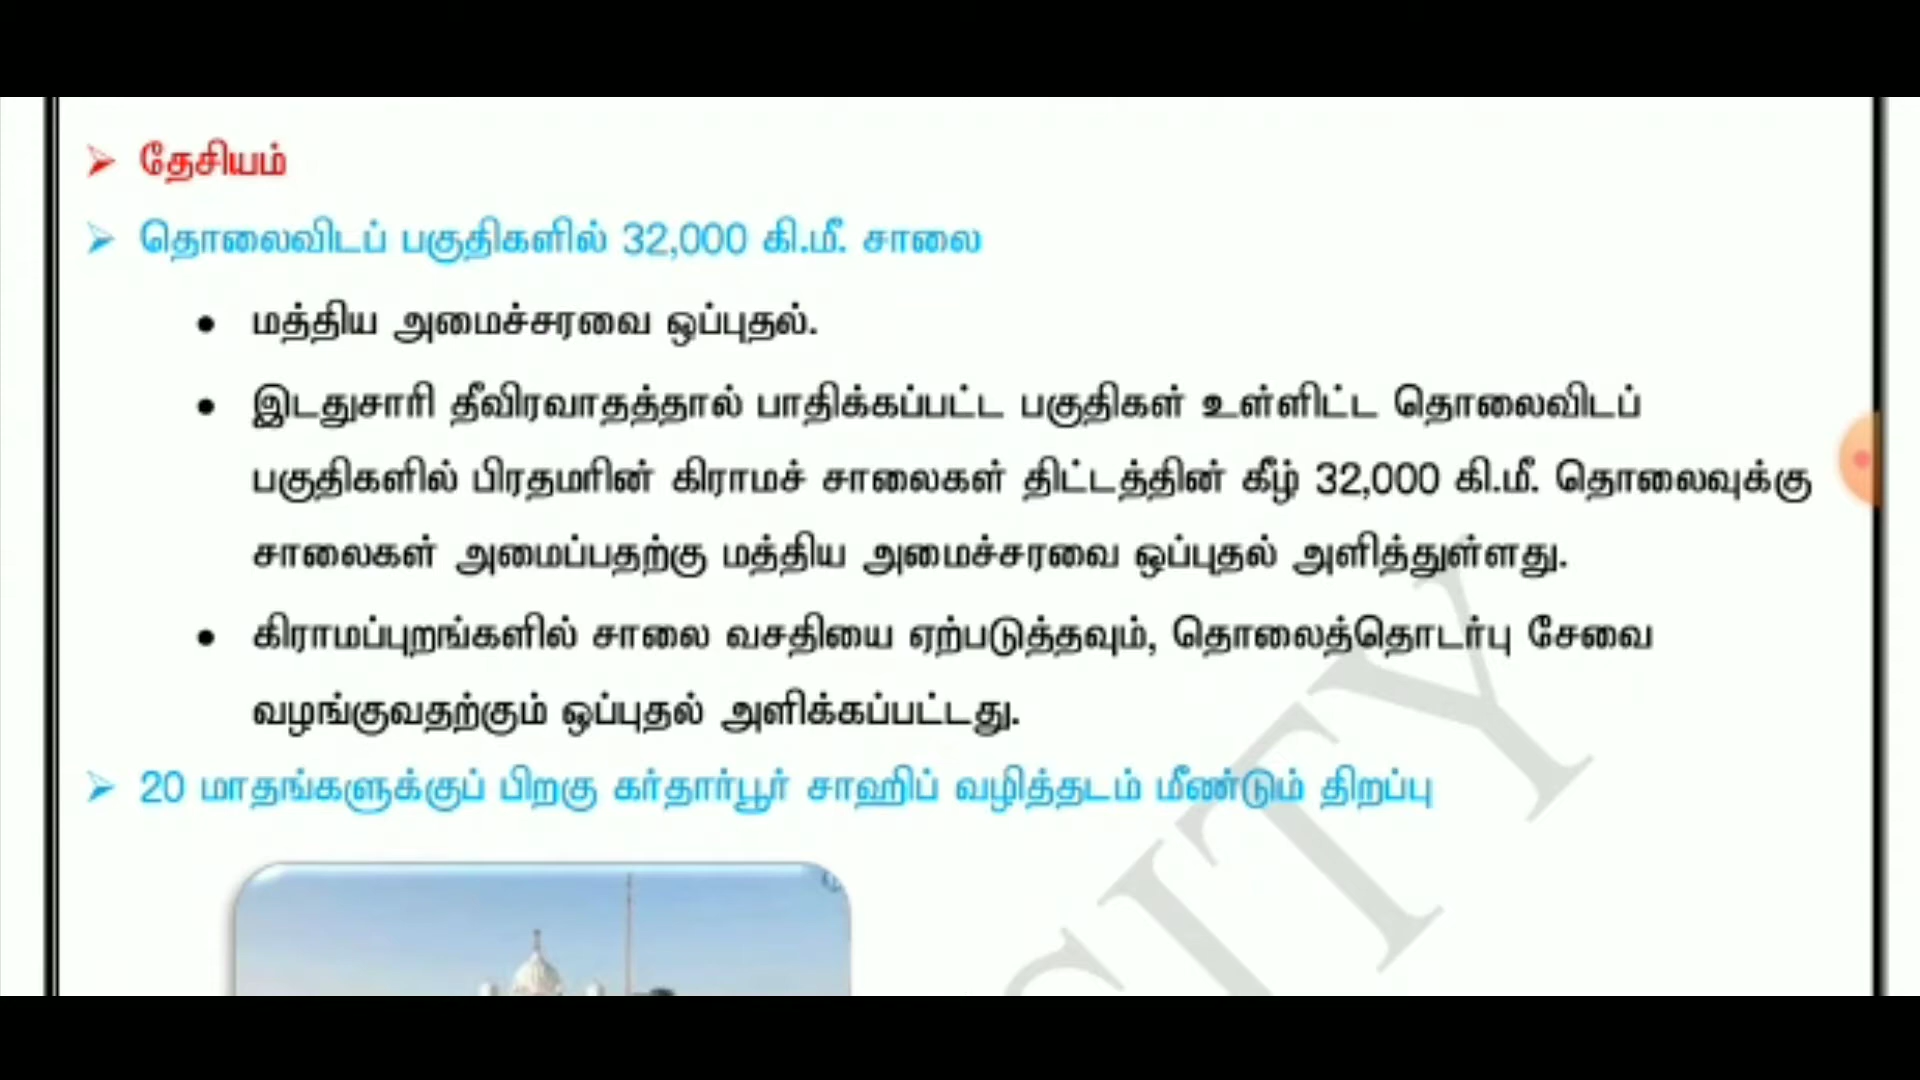 தேசியம்
தொலைவிடப் பகுதிகளில் 32,000 கி.மீ. சாலை
மத்திய அமைச்சரவை ஒப்புதல்.
இடதுசாரி தீவிரவாதத்தால் பாதிக்கப்பட்ட பகுதிகள் உள்ளிட்ட தொலைவிடப்
பகுதிகளில் பிரதமரின் கிராமச் சாலைகள் திட்டத்தின் கீழ் 32,000 கி.மீ. தொலைவுக்கு
சாலைகள் அமைப்பதற்கு மத்திய அமைச்சரவை ஒப்புதல் அளித்துள்ளது.
கிராமப்புறங்களில் சாலை வசதியை ஏற்படுத்தவும், தொலைத்தொடர்பு சேவை
வழங்குவதற்கும் ஒப்புதல் அளிக்கப்பட்டது.
20 மாதங்களுக்குப் பிறகு கர்தார்பூர் சாஹிப் வழித்தடம் மீண்டும் திறப்பு